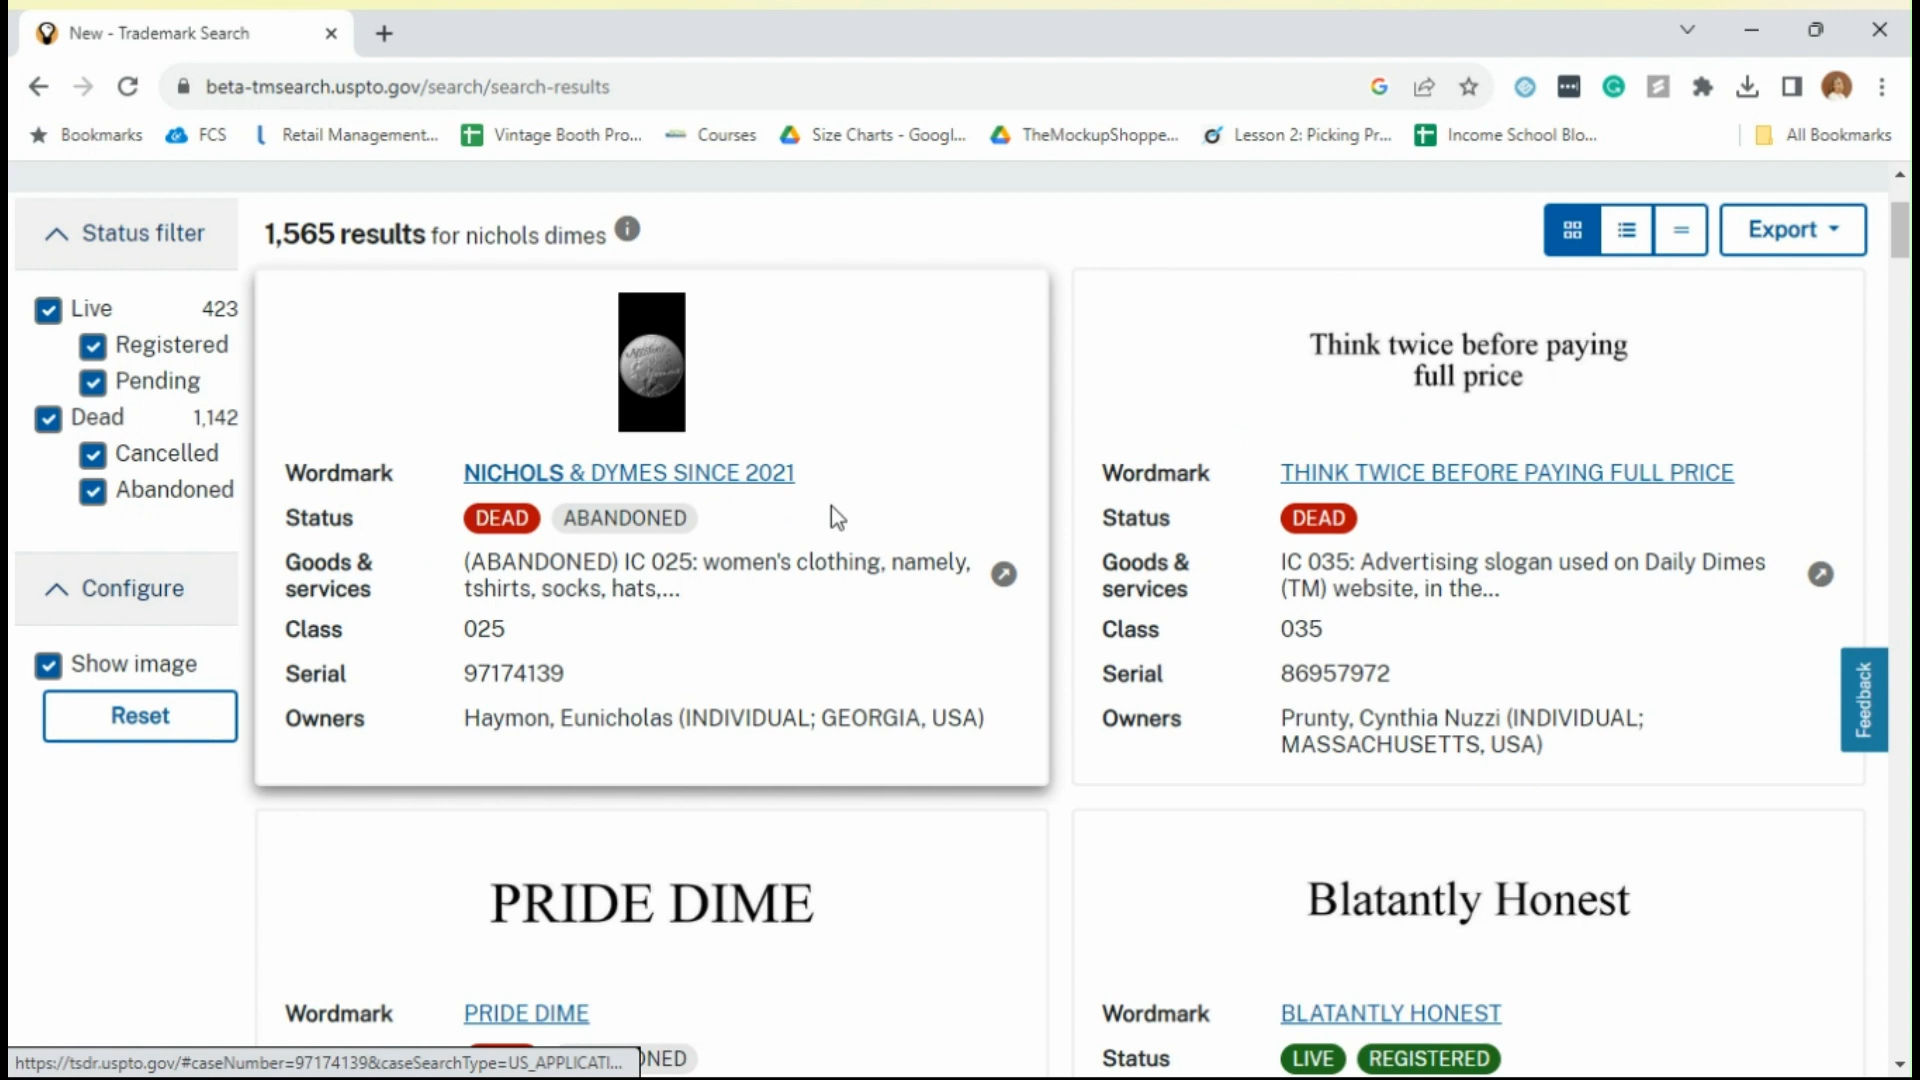 New - Trademark Search
beta-tmsearch.uspto.gov/search/search-results
Bookmarks
FCS
Retail Management...
Vintage Booth Pro...
Courses
Size Charts - Googl...
TheMockupShoppe...
Lesson 2: Picking Pr...
Income School Blo...
All Bookmarks
Status filter
1,565 results for nichols dimes
Export
Live 423
Registered
Pending
Dead 1,142
Cancelled
Abandoned
Configure
Show image
Reset
Wordmark NICHOLS & DYMES SINCE 2021
Status DEAD ABANDONED
Goods & services (ABANDONED) IC 025: women's clothing, namely,
tshirts, socks, hats,...
Class 025
Serial 97174139
Owners Haymon, Eunicholas (INDIVIDUAL; GEORGIA, USA)
Think twice before paying
full price
Wordmark THINK TWICE BEFORE PAYING FULL PRICE
Status DEAD
Goods & services IC 035: Advertising slogan used on Daily Dimes
(TM) website, in the...
Class 035
Serial 86957972
Owners Prunty, Cynthia Nuzzi (INDIVIDUAL;
MASSACHUSETTS, USA)
Feedback
PRIDE DIME
Wordmark PRIDE DIME
ONED
Blatantly Honest
Wordmark BLATANTLY HONEST
Status LIVE REGISTERED
https://tsdr.uspto.gov/#caseNumber=97174139&caseSearchType=US_APPLICATI...